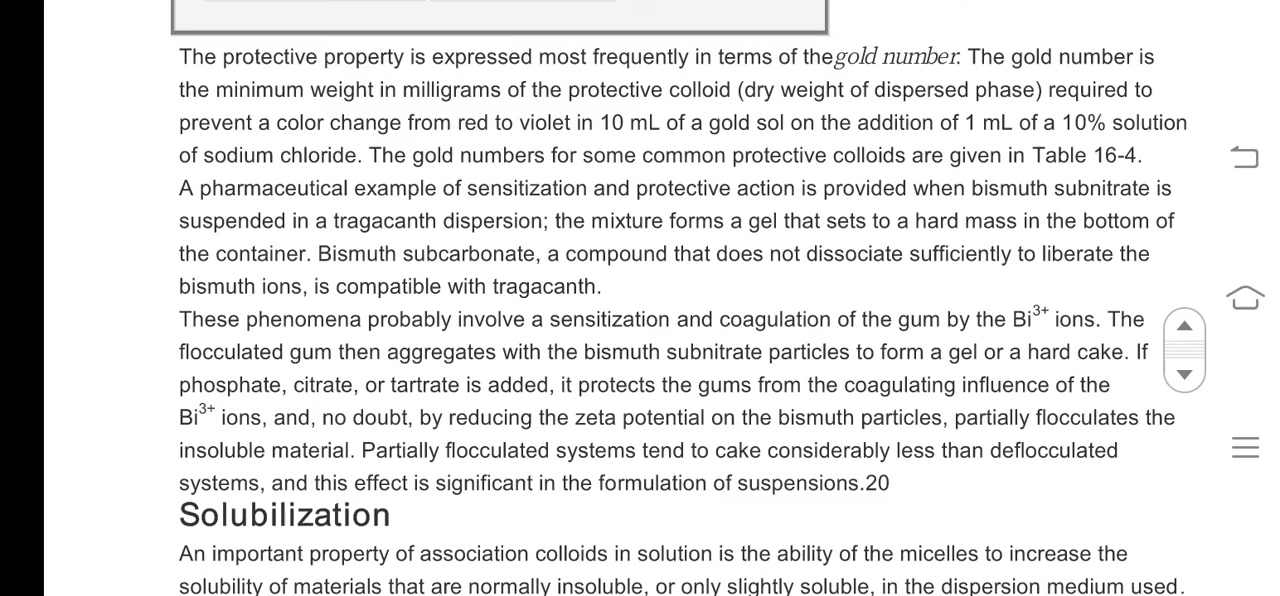 The protective property is expressed most frequently in terms of the gold number. The gold number is
the minimum weight in milligrams of the protective colloid (dry weight of dispersed phase) required to
prevent a color change from red to violet in 10 mL of a gold sol on the addition of 1 mL of a 10% solution
of sodium chloride. The gold numbers for some common protective colloids are given in Table 16-4.
A pharmaceutical example of sensitization and protective action is provided when bismuth subnitrate is
suspended in a tragacanth dispersion; the mixture forms a gel that sets to a hard mass in the bottom of
the container. Bismuth subcarbonate, a compound that does not dissociate sufficiently to liberate the
bismuth ions, is compatible with tragacanth.
These phenomena probably involve a sensitization and coagulation of the gum by the Bi³⁺ ions. The
flocculated gum then aggregates with the bismuth subnitrate particles to form a gel or a hard cake. If
phosphate, citrate, or tartrate is added, it protects the gums from the coagulating influence of the
Bi³⁺ ions, and, no doubt, by reducing the zeta potential on the bismuth particles, partially flocculates the
insoluble material. Partially flocculated systems tend to cake considerably less than deflocculated
systems, and this effect is significant in the formulation of suspensions.20
Solubilization
An important property of association colloids in solution is the ability of the micelles to increase the
solubility of materials that are normally insoluble, or only slightly soluble, in the dispersion medium used.